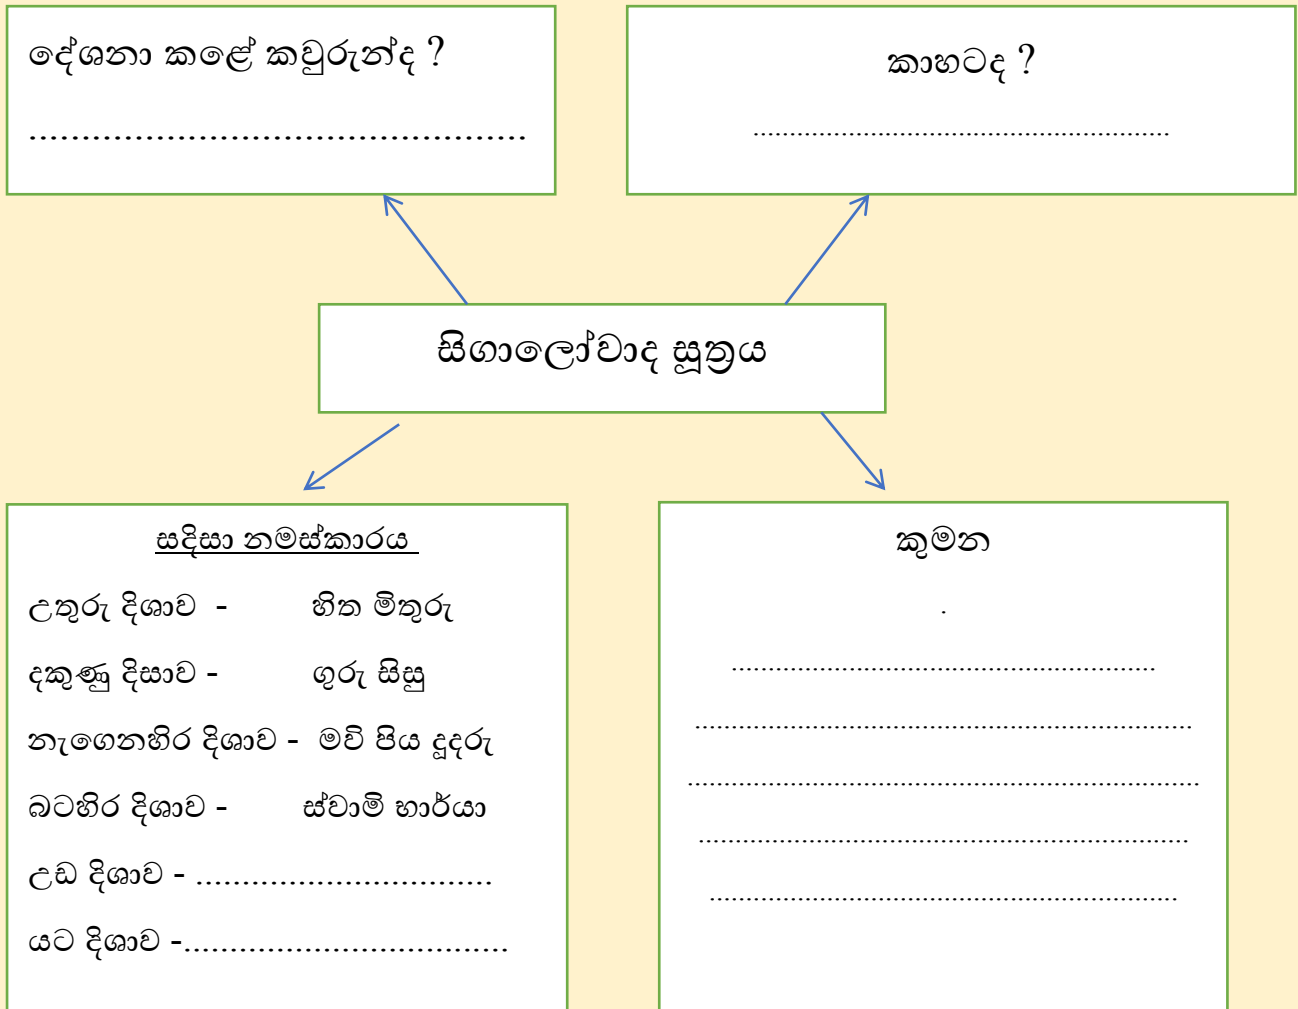 දේශනා කළේ කවුරුන්ද ?
...............................................
කාහටද ?
.........................................................
සිගාලෝවාද සූත්‍රය
සදිසා නමස්කාරය
උතුරු දිශාව - හිත මිතුරු
දකුණු දිසාව - ගුරු සිසු
නැගෙනහිර දිශාව - මව් පිය දූදරු
බටහිර දිශාව - ස්වාමි භාර්යා
උඩ දිශාව - ................................
යට දිශාව -...................................
කුමන
.
..........................................................
....................................................................
......................................................................
...................................................................
................................................................